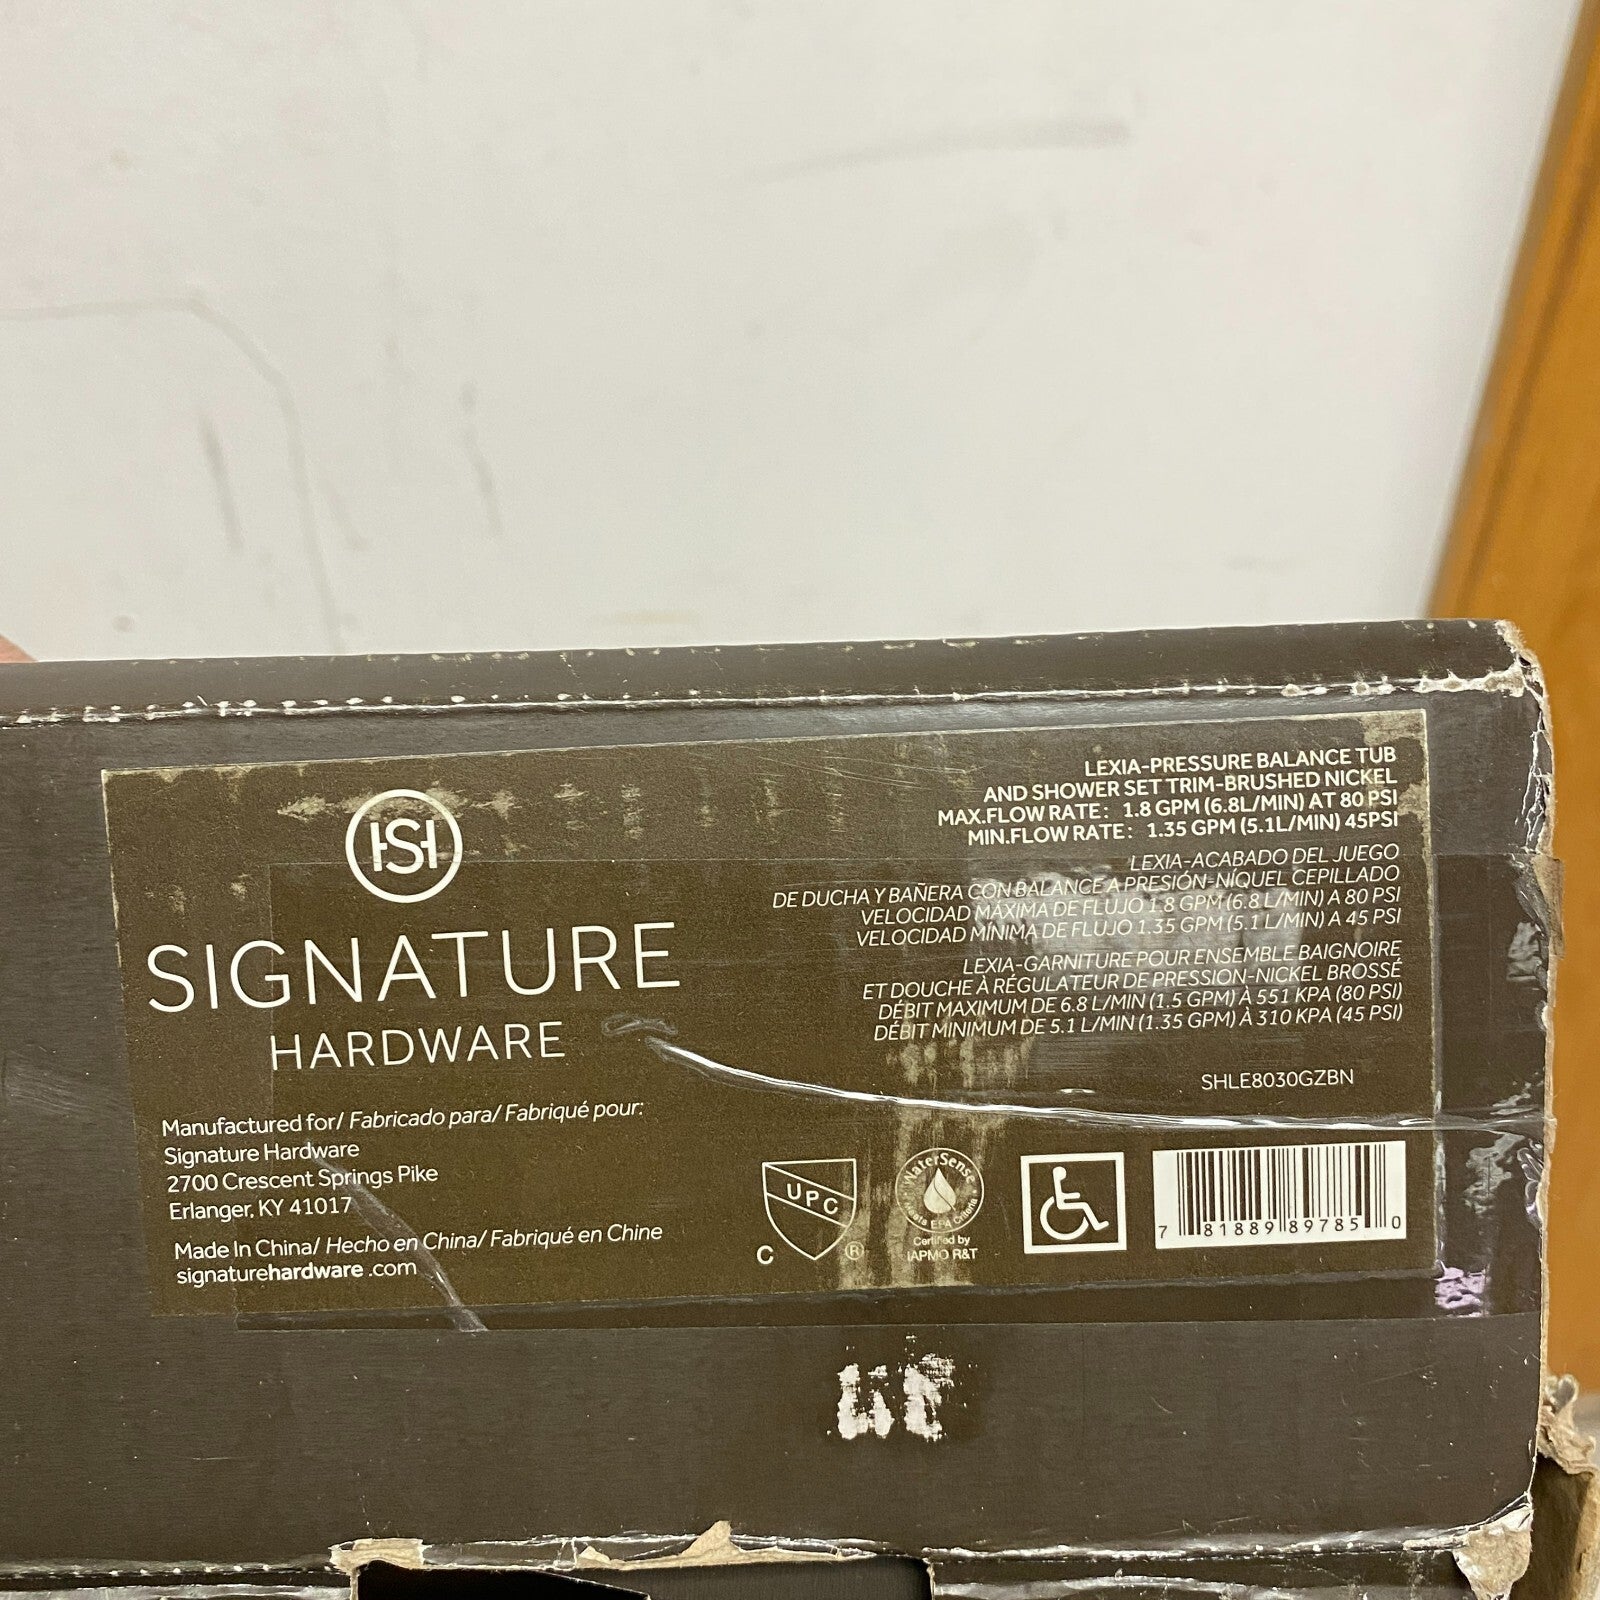 HSH
SIGNATURE
HARDWARE
Manufactured for/ Fabricado para/ Fabriqué pour:
Signature Hardware
2700 Crescent Springs Pike
Erlanger, KY 41017
Made In China/ Hecho en China/ Fabriqué en Chine
signaturehardware.com
LEXIA-PRESSURE BALANCE TUB
AND SHOWER SET TRIM-BRUSHED NICKEL
MAX.FLOW RATE: 1.8 GPM (6.8L/MIN) AT 80 PSI
MIN.FLOW RATE: 1.35 GPM (5.1L/MIN) 45PSI
LEXIA-ACABADO DEL JUEGO
DE DUCHA Y BAÑERA CON BALANCE A PRESIÓN-NÍQUEL CEPILLADO
VELOCIDAD MÁXIMA DE FLUJO 1.8 GPM (6.8 L/MIN) A 80 PSI
VELOCIDAD MÍNIMA DE FLUJO 1.35 GPM (5.1 L/MIN) A 45 PSI
LEXIA-GARNITURE POUR ENSEMBLE BAIGNOIRE
ET DOUCHE À RÉGULATEUR DE PRESSION-NICKEL BROSSÉ
DÉBIT MAXIMUM DE 6.8 L/MIN (1.5 GPM) À 551 KPA (80 PSI)
DÉBIT MINIMUM DE 5.1 L/MIN (1.35 GPM) À 310 KPA (45 PSI)
SHLE8030GZBN
UPC
C ®
WaterSense
Meets EPA Criteria
Certified by
IAPMO R&T
7 81889 89785 0